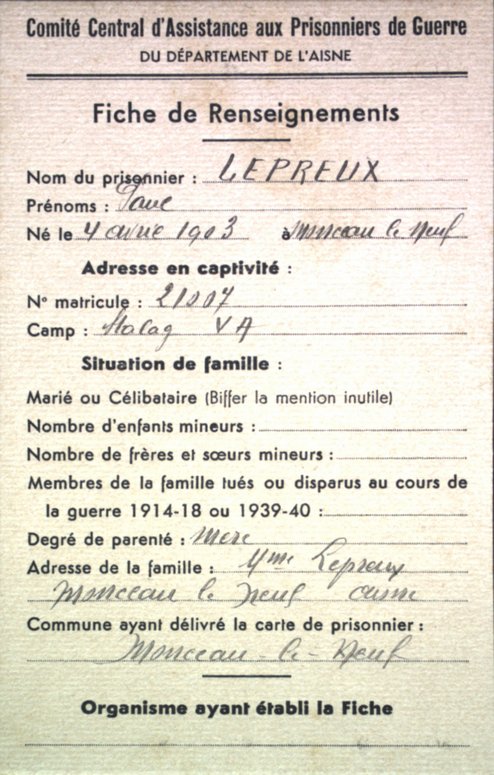 Comité Central d'Assistance aux Prisonniers de Guerre
DU DÉPARTEMENT DE L'AISNE
Fiche de Renseignements
Nom du prisonnier : LEPREUX
Prénoms : Paul
Né le 4 avril 1903 à Monceau le Neuf
Adresse en captivité :
N° matricule : 21007
Camp : Stalag V A
Situation de famille :
Marié ou Célibataire (Biffer la mention inutile)
Nombre d'enfants mineurs :
Nombre de frères et sœurs mineurs :
Membres de la famille tués ou disparus au cours de
la guerre 1914-18 ou 1939-40 :
Degré de parenté : Mere
Adresse de la famille : Mme Lepreux
Monceau le Neuf aisne
Commune ayant délivré la carte de prisonnier :
Monceau-le-Neuf
Organisme ayant établi la Fiche